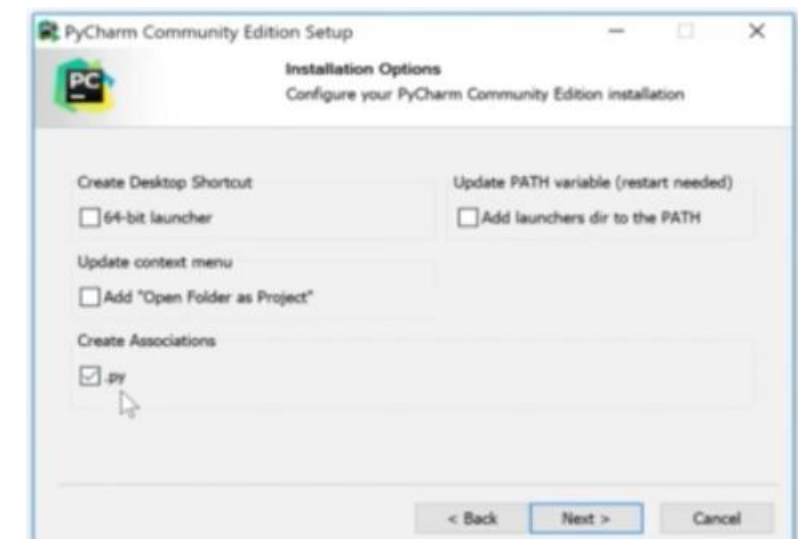 PyCharm Community Edition Setup
PC
Installation Options
Configure your PyCharm Community Edition installation
Create Desktop Shortcut
Update PATH variable (restart needed)
64-bit launcher
Add launchers dir to the PATH
Update context menu
Add "Open Folder as Project"
Create Associations
.py
< Back
Next >
Cancel